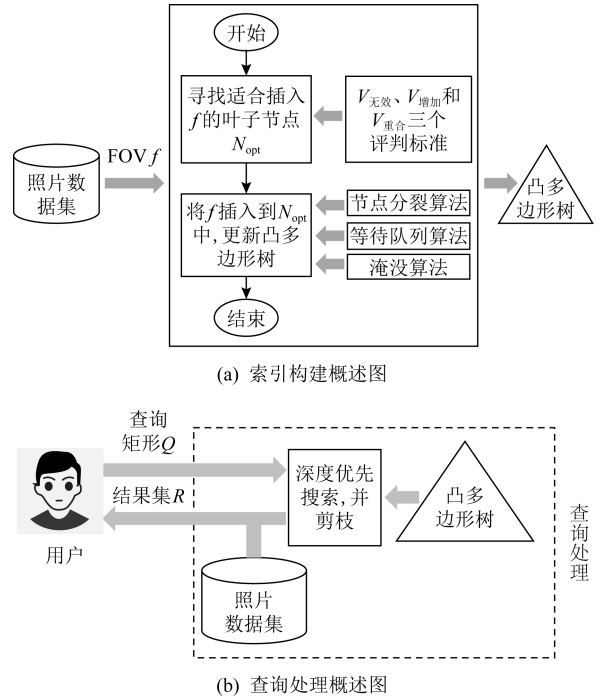 开始
寻找适合插入
f的叶子节点
Nopt
V无效、V增加和
V重合三个
评判标准
FOV f
照片数
据集
凸多
边形树
将f插入到Nopt
中,更新凸多
边形树
节点分裂算法
等待队列算法
淹没算法
结束
(a) 索引构建概述图
查询
矩形Q
结果集R
用户
深度优先
搜索,并
剪枝
凸多
边形树
查询处理
照片
数据集
(b) 查询处理概述图